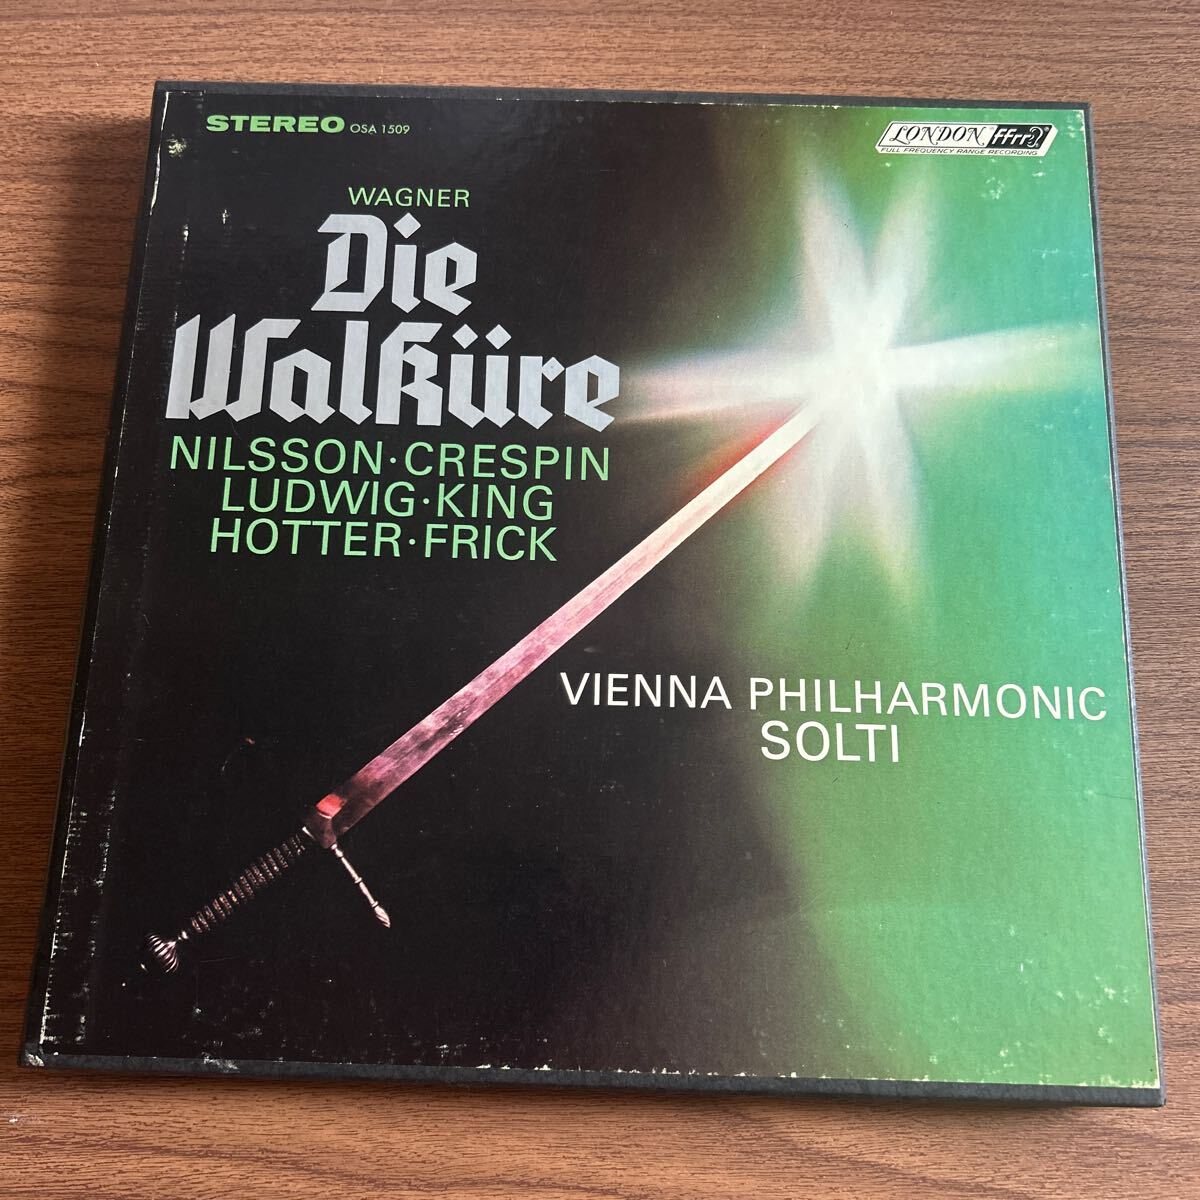 STEREO OSA 1509
LONDON ffrr
FULL FREQUENCY RANGE RECORDING
WAGNER
Die
Walküre
NILSSON·CRESPIN
LUDWIG·KING
HOTTER·FRICK
VIENNA PHILHARMONIC
SOLTI